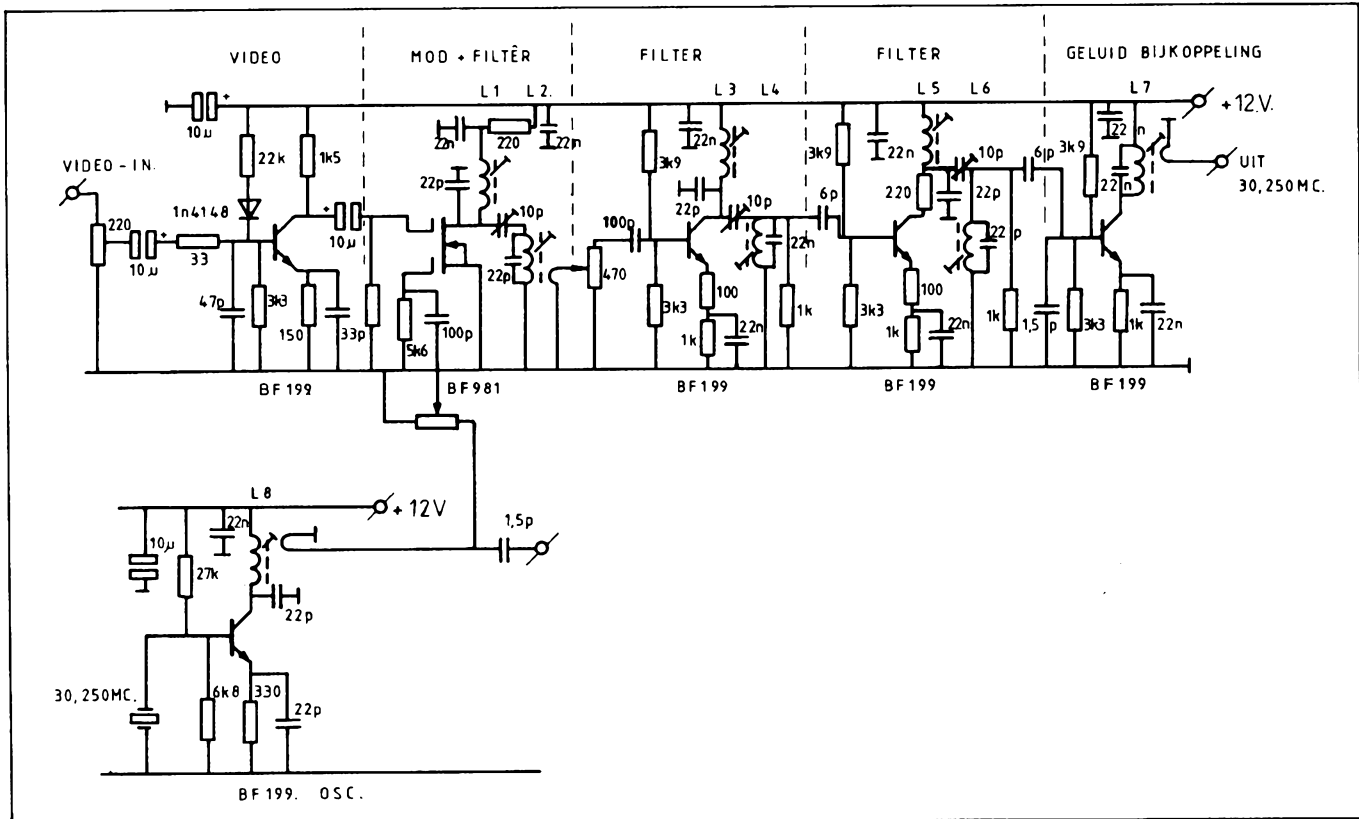 VIDEO
MOD + FILTER
FILTER
FILTER
GELUID BIJKOPPELING
L1
L2.
L3
L4
L5
L6
L7
+12.V.
10µ
+
22n
220
22n
22n
22n
22
n
22k
1k5
3k9
3k9
3k9
VIDEO-IN.
22p
10p
6p
UIT
30,250MC.
1n4148
220
10µ
+
33
+
10µ
10p
22p
100p
470
22p
10p
22n
6p
220
22p
22p
22
n
47p
3k3
150
33p
5k6
100p
3k3
100
1k
22n
1k
3k3
100
1k
22n
1k
1,5
p
3k3
1k
22n
BF199
BF981
BF199
BF199
BF199
L8
+12V
22n
10µ
27k
1,5p
22p
30,250MC.
6k8
330
22p
BF199. OSC.